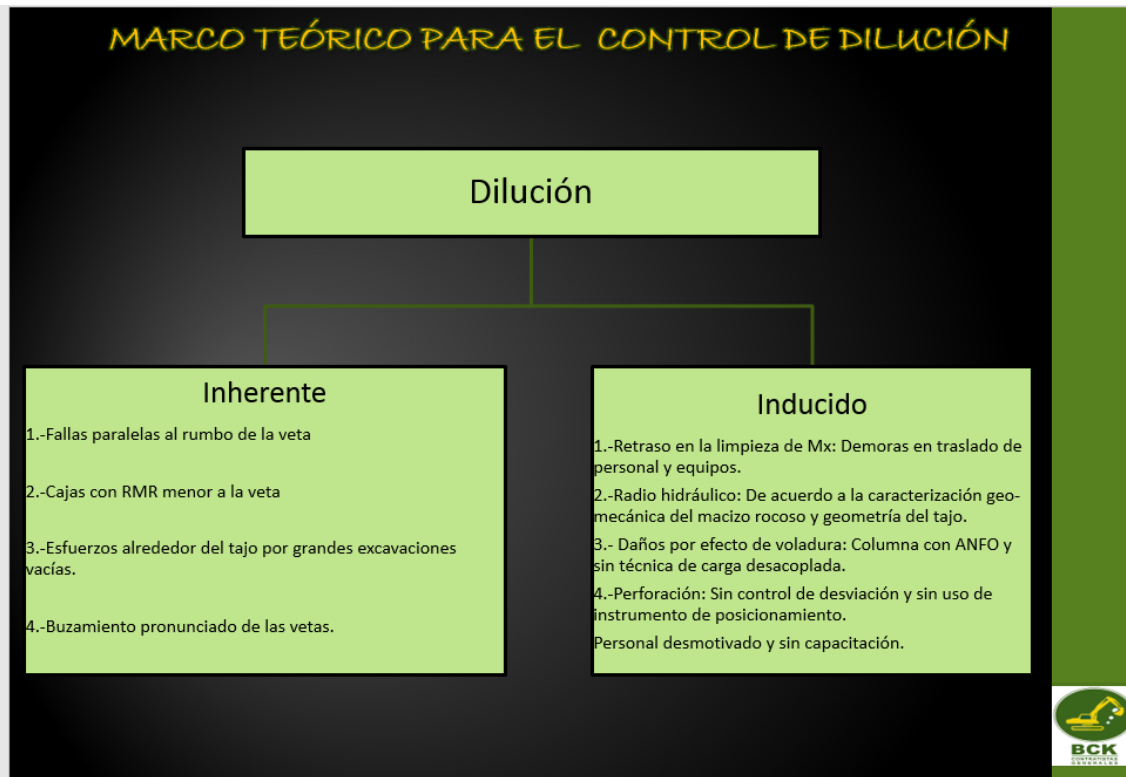 MARCO TEÓRICO PARA EL CONTROL DE DILUCIÓN
Dilución
Inherente
1.-Fallas paralelas al rumbo de la veta
2.-Cajas con RMR menor a la veta
3.-Esfuerzos alrededor del tajo por grandes excavaciones
vacías.
4.-Buzamiento pronunciado de las vetas.
Inducido
1.-Retraso en la limpieza de Mx: Demoras en traslado de
personal y equipos.
2.-Radio hidráulico: De acuerdo a la caracterización geo-
mecánica del macizo rocoso y geometría del tajo.
3.- Daños por efecto de voladura: Columna con ANFO y
sin técnica de carga desacoplada.
4.-Perforación: Sin control de desviación y sin uso de
instrumento de posicionamiento.
Personal desmotivado y sin capacitación.
BCK
CONTRATISTAS
GENERALES